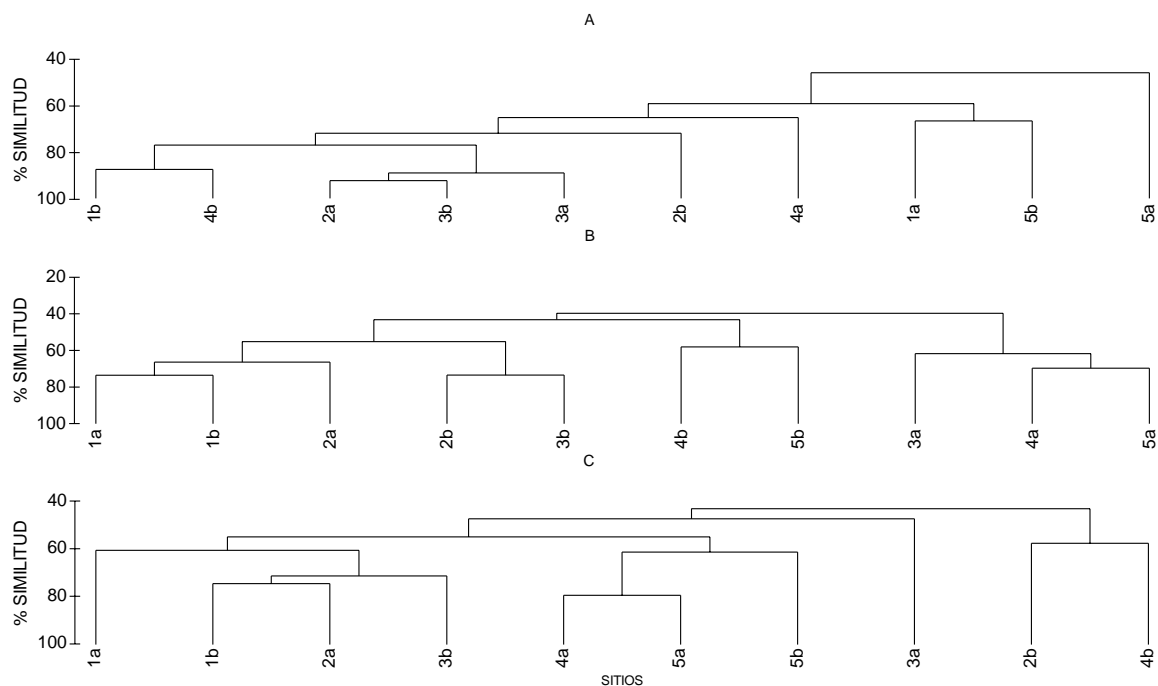 A
% SIMILITUD
40
60
80
100
1b 4b 2a 3b 3a 2b 4a 1a 5b 5a
B
% SIMILITUD
20
40
60
80
100
1a 1b 2a 2b 3b 4b 5b 3a 4a 5a
C
% SIMILITUD
40
60
80
100
1a 1b 2a 3b 4a 5a 5b 3a 2b 4b
SITIOS